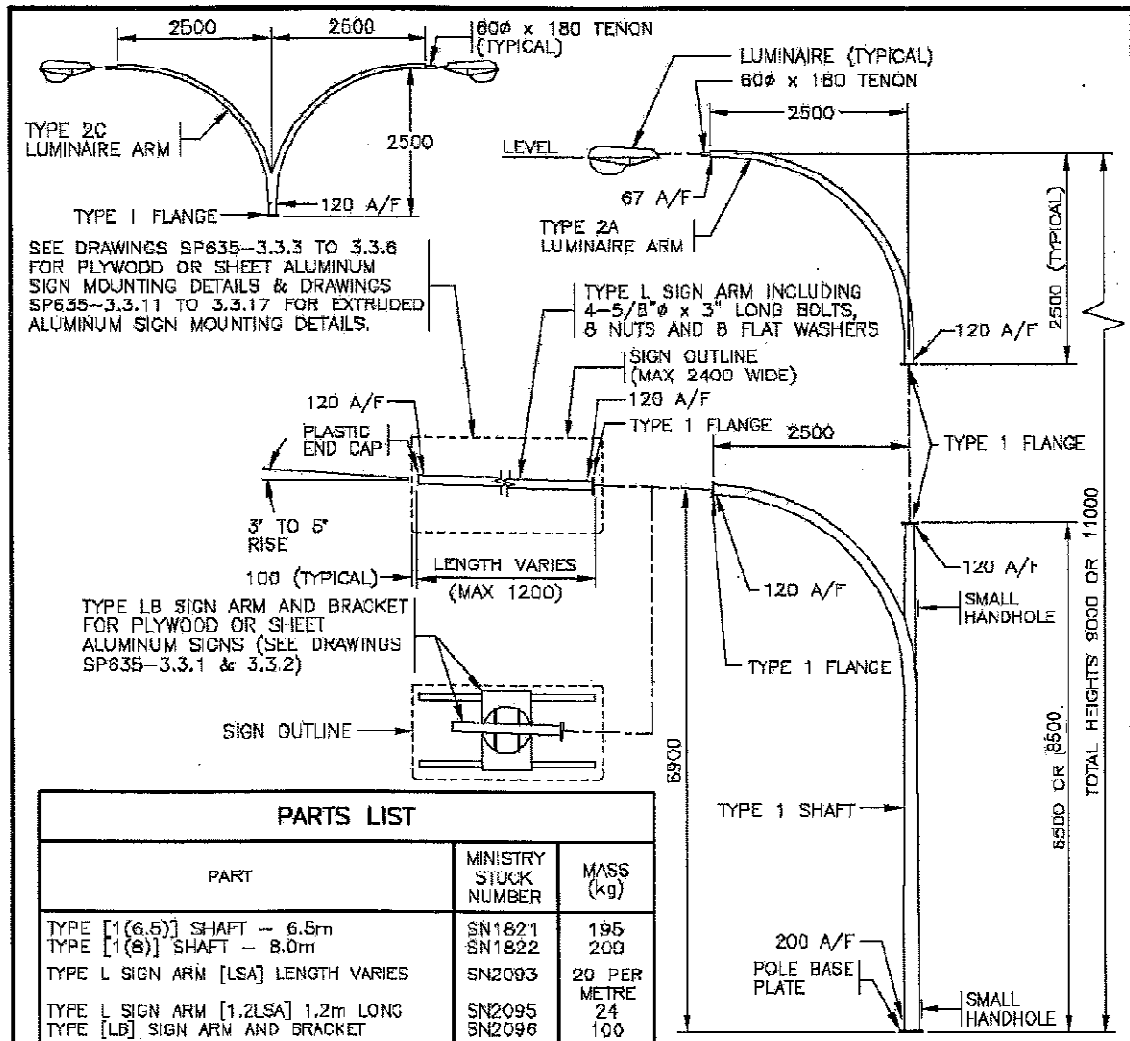 2500
2500
60ø x 180 TENON
(TYPICAL)
TYPE 2C
LUMINAIRE ARM
2500
120 A/F
TYPE 1 FLANGE
LUMINAIRE (TYPICAL)
60ø x 180 TENON
2500
LEVEL
67 A/F
TYPE 2A
LUMINAIRE ARM
2500 (TYPICAL)
120 A/F
SEE DRAWINGS SP635-3.3.3 TO 3.3.6
FOR PLYWOOD OR SHEET ALUMINUM
SIGN MOUNTING DETAILS & DRAWINGS
SP635-3.3.11 TO 3.3.17 FOR EXTRUDED
ALUMINUM SIGN MOUNTING DETAILS.
TYPE L SIGN ARM INCLUDING
4-5/8"ø x 3" LONG BOLTS,
8 NUTS AND 8 FLAT WASHERS
SIGN OUTLINE
(MAX 2400 WIDE)
120 A/F
120 A/F
PLASTIC
END CAP
TYPE 1 FLANGE
2500
TYPE 1 FLANGE
3° TO 5°
RISE
100 (TYPICAL)
LENGTH VARIES
(MAX 1200)
120 A/F
120 A/F
SMALL
HANDHOLE
TYPE 1 FLANGE
TYPE LB SIGN ARM AND BRACKET
FOR PLYWOOD OR SHEET
ALUMINUM SIGNS (SEE DRAWINGS
SP635-3.3.1 & 3.3.2)
SIGN OUTLINE
6900
TYPE 1 SHAFT
6500 OR 8500
TOTAL HEIGHTS 9000 OR 11000
200 A/F
POLE BASE
PLATE
SMALL
HANDHOLE
PARTS LIST
PART
MINISTRY
STOCK
NUMBER
MASS
(kg)
TYPE [1(6.5)] SHAFT - 6.5m SN1821 195
TYPE [1(8)] SHAFT - 8.0m SN1822 200
TYPE L SIGN ARM [LSA] LENGTH VARIES SN2093 20 PER
METRE
TYPE L SIGN ARM [1.2LSA] 1.2m LONG SN2095 24
TYPE [LB] SIGN ARM AND BRACKET SN2096 100